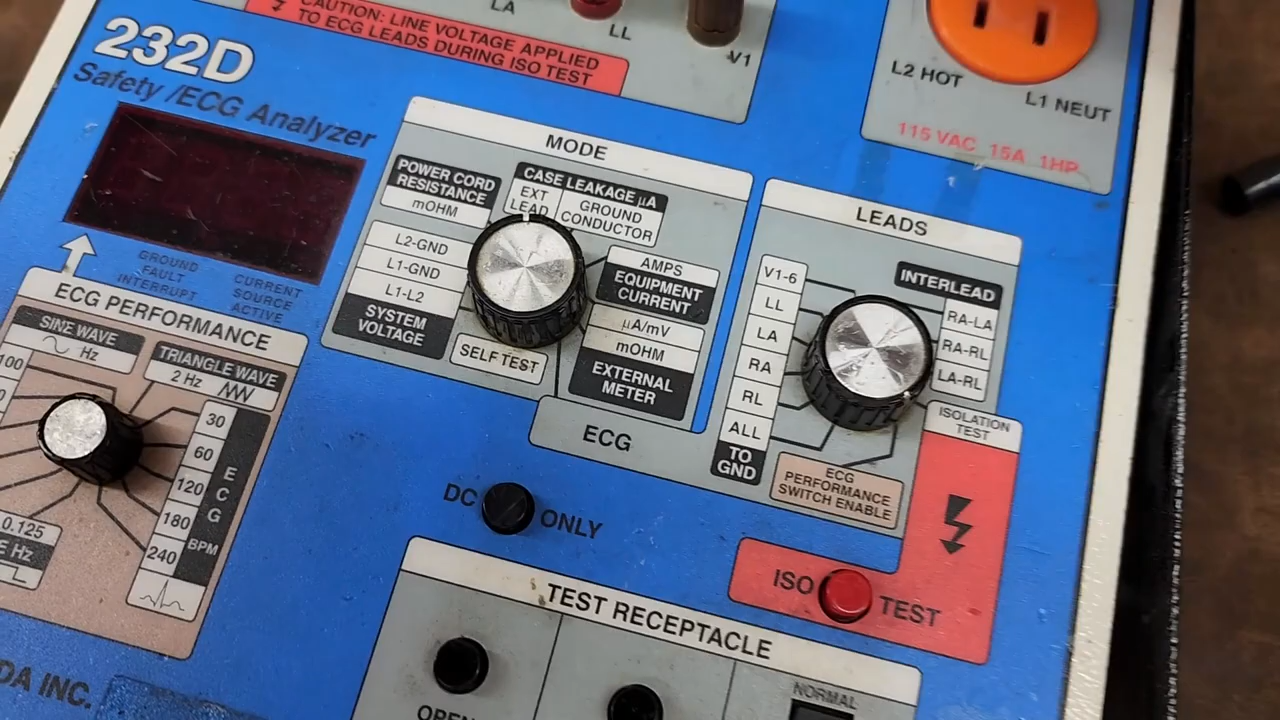 LA
LL
V1
CAUTION: LINE VOLTAGE APPLIED
TO ECG LEADS DURING ISO TEST
L2 HOT
L1 NEUT
115 VAC 15A 1HP
232D
Safety /ECG Analyzer
GROUND
FAULT
INTERRUPT
CURRENT
SOURCE
ACTIVE
MODE
POWER CORD
RESISTANCE
mOHM
CASE LEAKAGE µA
EXT
LEAD
GROUND
CONDUCTOR
L2-GND
L1-GND
L1-L2
SYSTEM
VOLTAGE
SELF TEST
AMPS
EQUIPMENT
CURRENT
µA/mV
mOHM
EXTERNAL
METER
ECG
LEADS
V1-6
LL
LA
RA
RL
ALL
TO
GND
INTERLEAD
RA-LA
RA-RL
LA-RL
ISOLATION
TEST
ECG
PERFORMANCE
SWITCH ENABLE
ECG PERFORMANCE
SINE WAVE
Hz
TRIANGLE WAVE
2 Hz
100
30
60
120
180
240
ECG
BPM
0.125
E Hz
DC ONLY
ISO TEST
TEST RECEPTACLE
OPEN
NORMAL
DA INC.